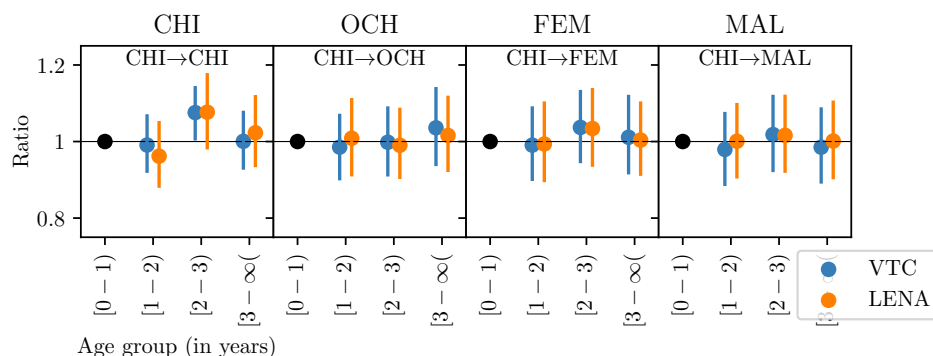 CHI OCH FEM MAL
CHI→CHI CHI→OCH CHI→FEM CHI→MAL
1.2
1
0.8
Ratio
[0 − 1) [1 − 2) [2 − 3) [3 − ∞( [0 − 1) [1 − 2) [2 − 3) [3 − ∞( [0 − 1) [1 − 2) [2 − 3) [3 − ∞( [0 − 1) [1 − 2) [2 − 3)
VTC
LENA
Age group (in years)